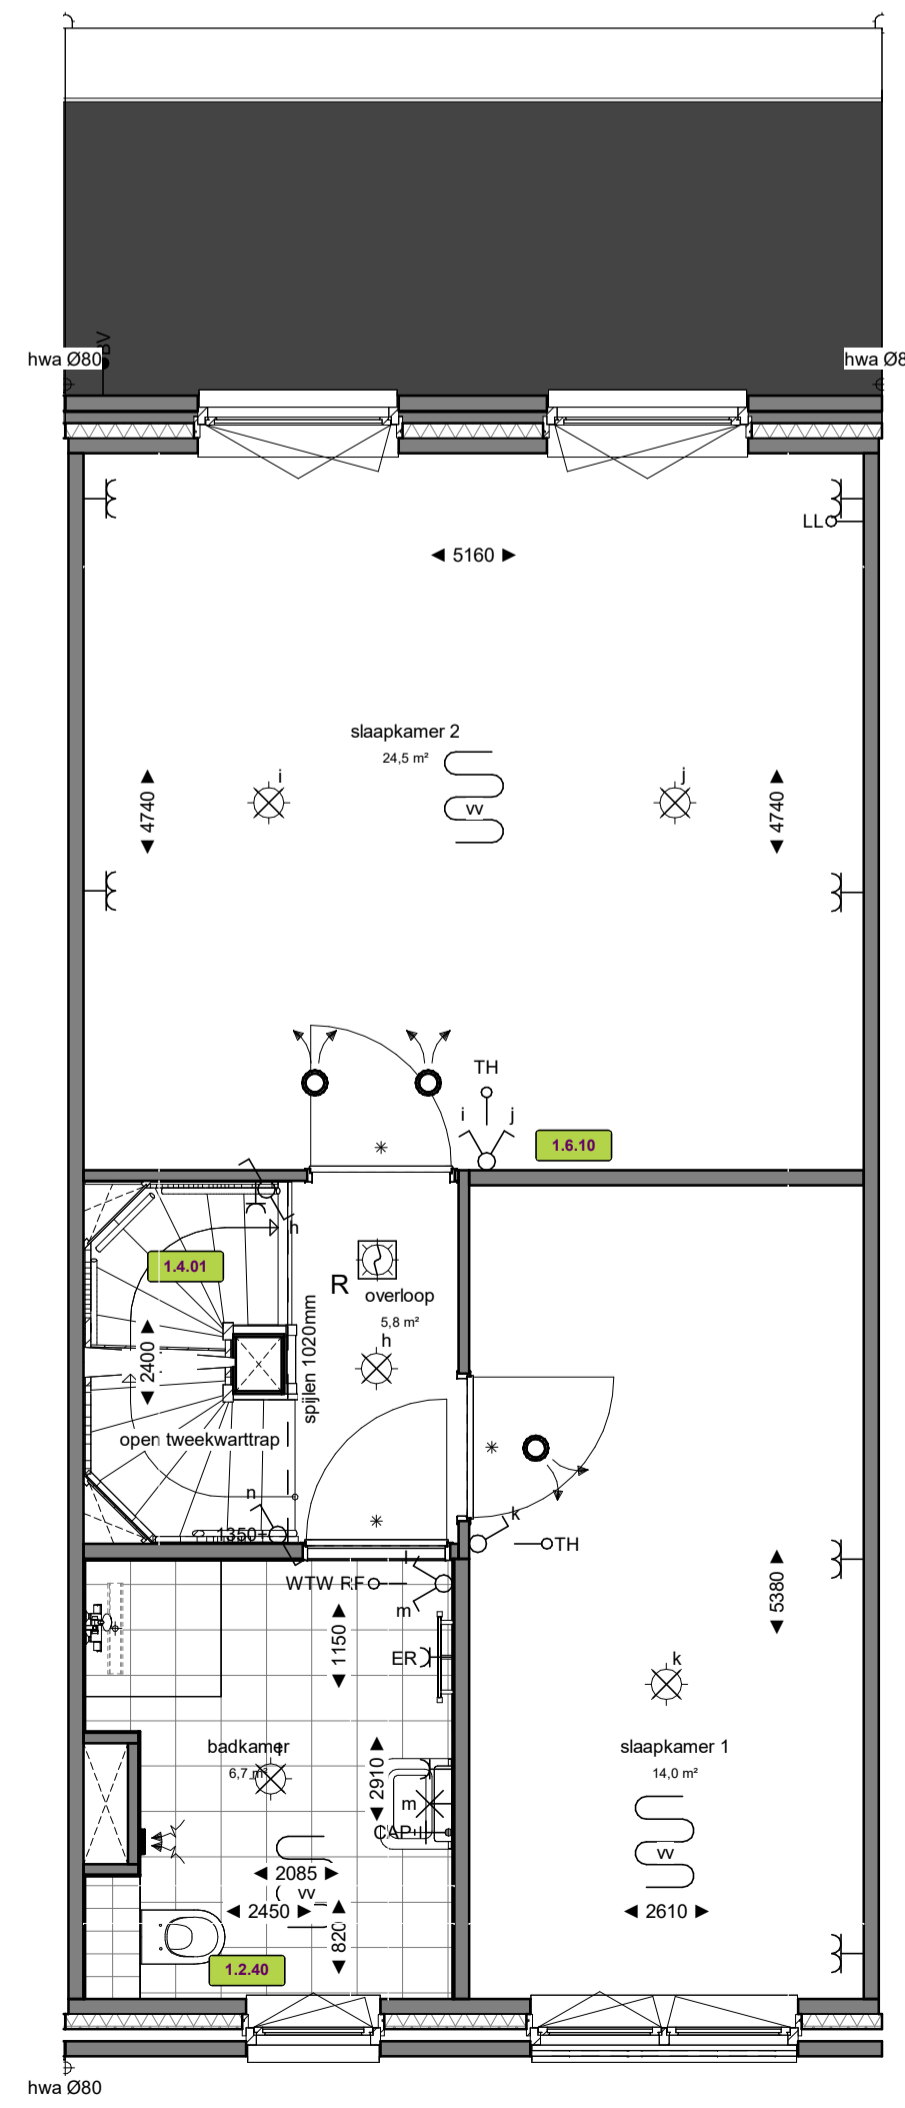 BV
hwa Ø80
hwa Ø8
LL
◄ 5160 ►
slaapkamer 2
24,5 m²
i
j
vv
◄ 4740 ►
◄ 4740 ►
TH
i
j
1.6.10
h
1.4.01
R
overloop
5,8 m²
h
spijlen 1020mm
◄ 2400 ►
open tweekwarttrap
n
1350+
k
TH
WTW RF
l
m
◄ 1150 ►
ER
◄ 5380 ►
k
badkamer
6,7 m²
l
slaapkamer 1
14,0 m²
◄ 2910 ►
m
vv
◄ 2085 ►
vv
◄ 2450 ►
◄ 820 ►
◄ 2610 ►
1.2.40
hwa Ø80